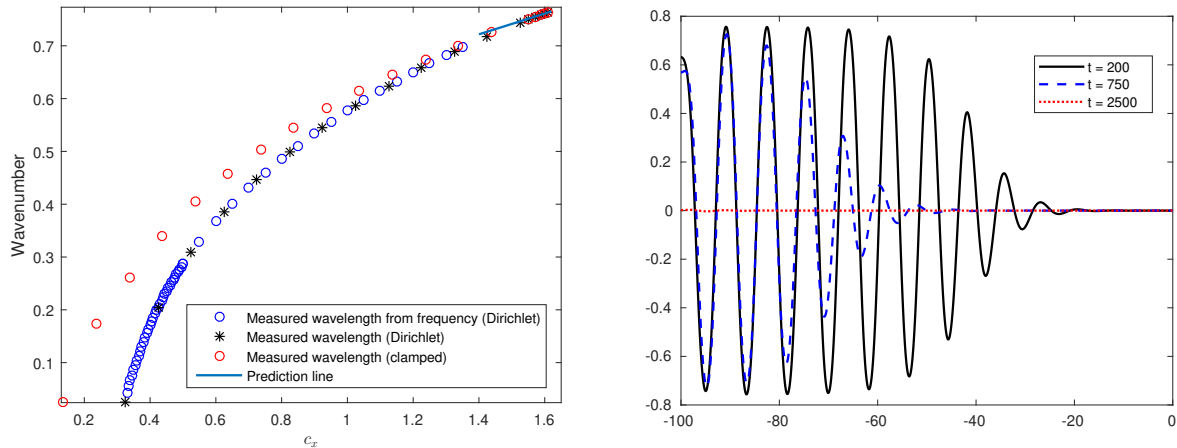 0.7
0.6
0.5
0.4
0.3
0.2
0.1
Wavenumber
0.2 0.4 0.6 0.8 1 1.2 1.4 1.6
c_x
Measured wavelength from frequency (Dirichlet)
Measured wavelength (Dirichlet)
Measured wavelength (clamped)
Prediction line
0.8
0.6
0.4
0.2
0
-0.2
-0.4
-0.6
-0.8
-100 -80 -60 -40 -20 0
t = 200
t = 750
t = 2500